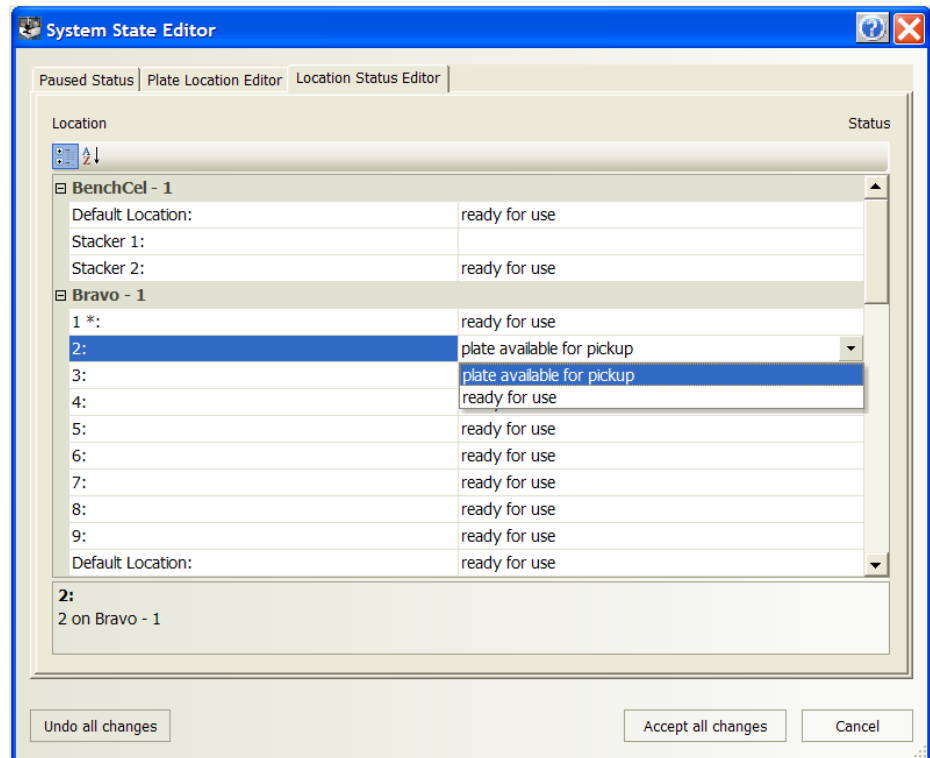 System State Editor
Paused Status Plate Location Editor Location Status Editor
Location Status
BenchCel - 1
Default Location: ready for use
Stacker 1:
Stacker 2: ready for use
Bravo - 1
1 *: ready for use
2: plate available for pickup
3: plate available for pickup
4: ready for use
5: ready for use
6: ready for use
7: ready for use
8: ready for use
9: ready for use
Default Location: ready for use
2:
2 on Bravo - 1
Undo all changes Accept all changes Cancel